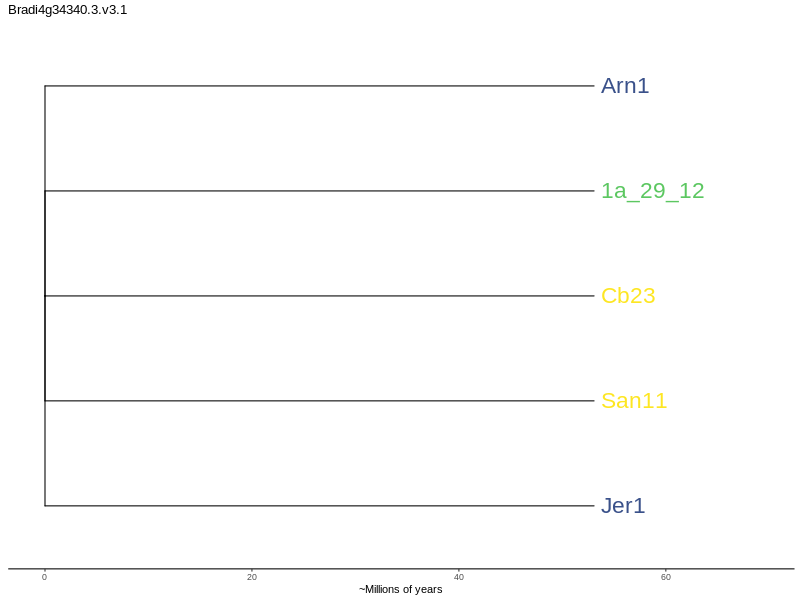 Bradi4g34340.3.v3.1
Arn1
1a_29_12
Cb23
San11
Jer1
0 20 40 60
~Millions of years